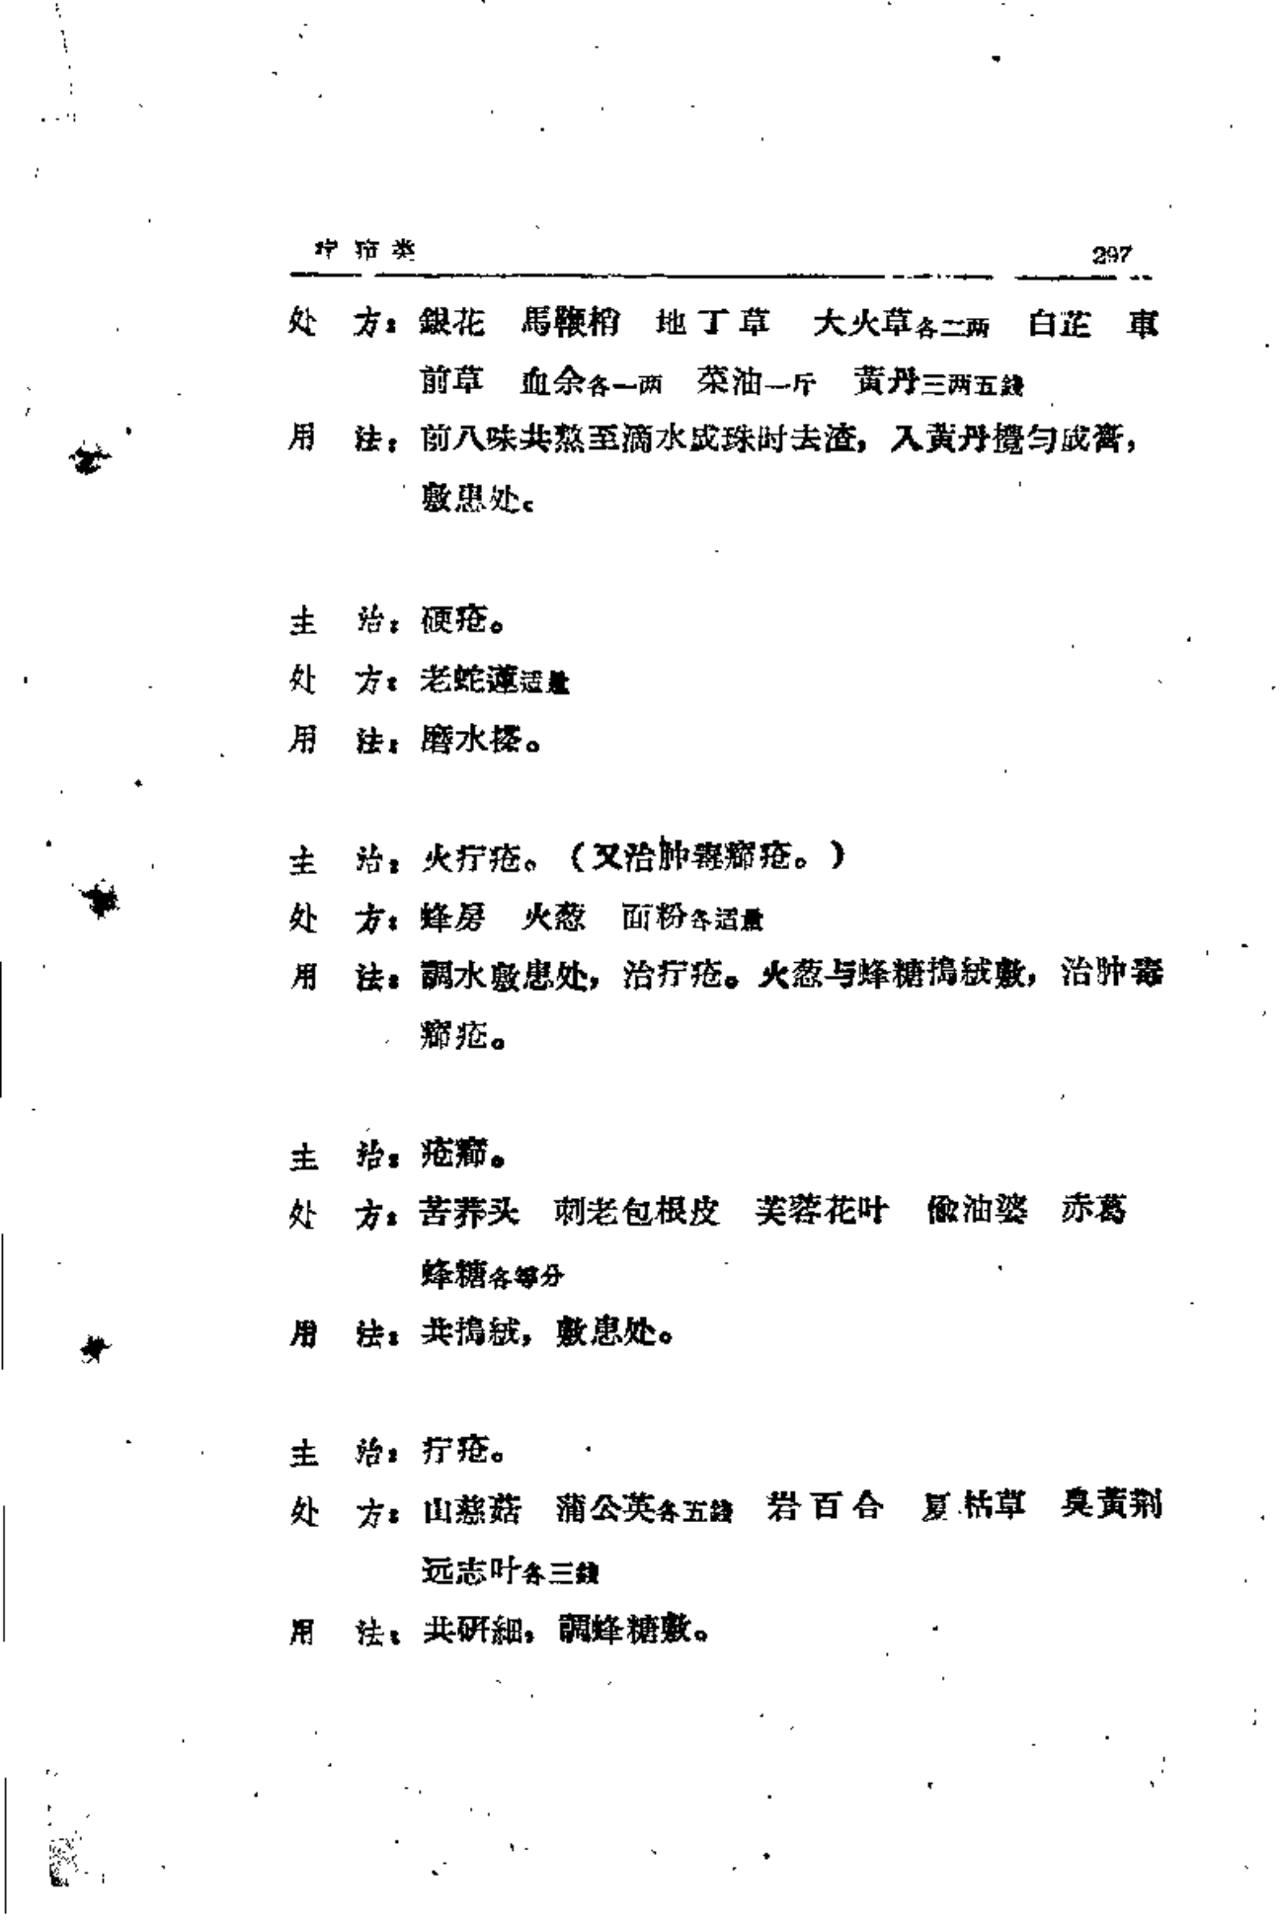 疔疮类 297
处 方：銀花 馬鞭梢 地丁草 大火草各二两 白芷 車
前草 血余各一两 菜油一斤 黃丹三两五錢
用 法：前八味共熬至滴水成珠时去渣，入黃丹攪匀成膏，
敷患处。
主 治：硬疮。
处 方：老蛇蓮适量
用 法：磨水搽。
主 治：火疔疮。（又治肿毒癤疮。）
处 方：蜂房 火葱 面粉各适量
用 法：調水敷患处，治疔疮。火葱与蜂糖搗絨敷，治肿毒
癤疮。
主 治：疮癤。
处 方：苦荞头 刺老包根皮 芙蓉花叶 偸油婆 赤葛
蜂糖各等分
用 法：共搗絨，敷患处。
主 治：疔疮。
处 方：山慈菇 蒲公英各五錢 岩百合 夏枯草 臭黃荆
远志叶各三錢
用 法：共研細，調蜂糖敷。